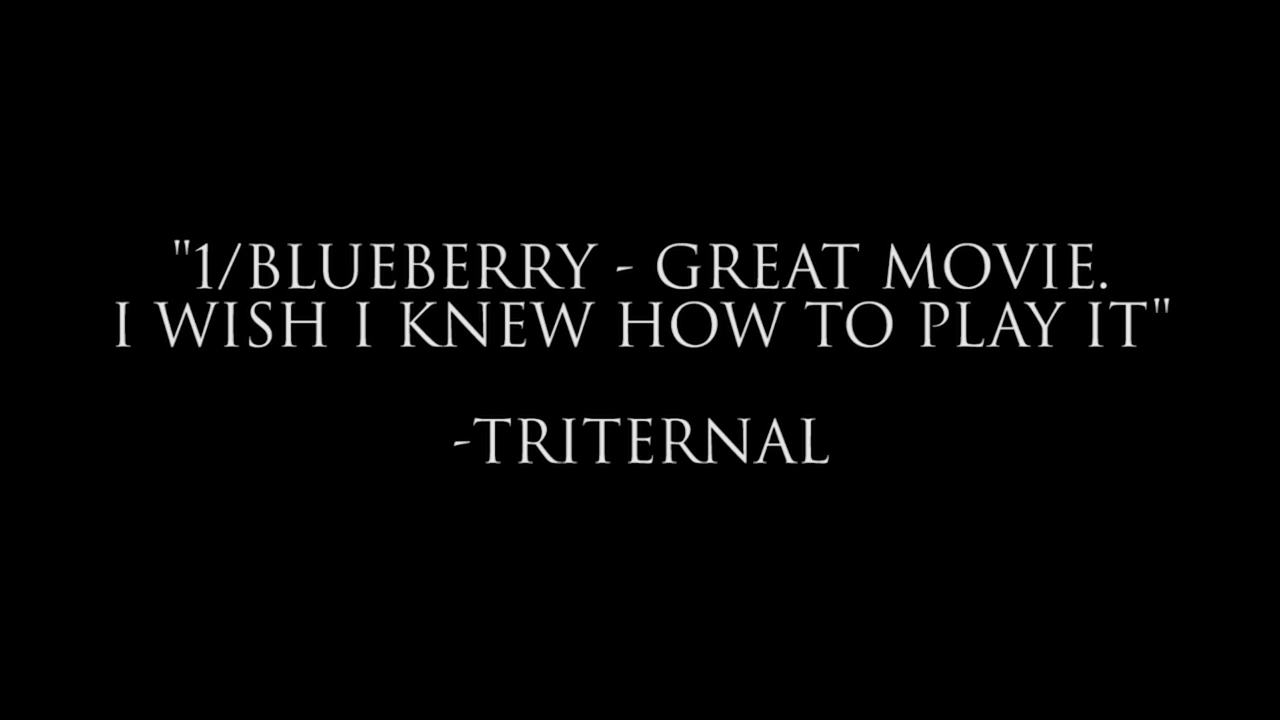 "1/BLUEBERRY - GREAT MOVIE.
I WISH I KNEW HOW TO PLAY IT"
-TRITERNAL